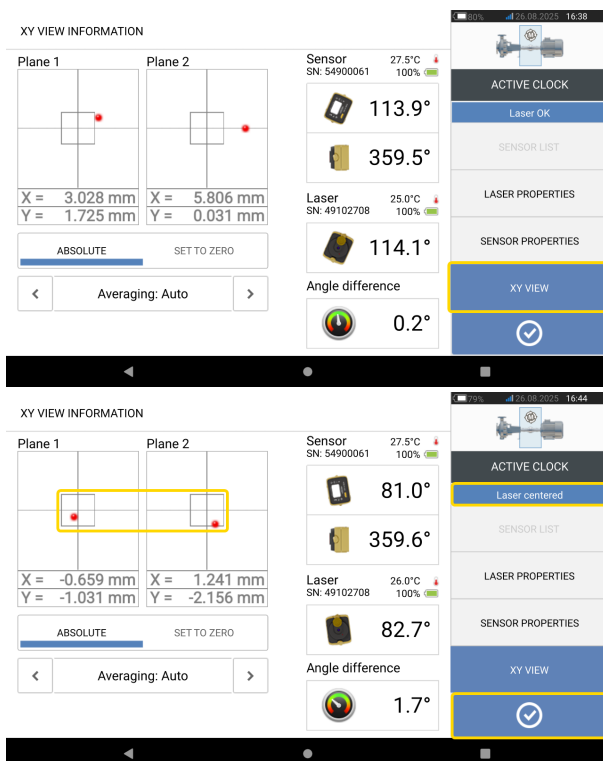 80% 26.08.2025 16:38
XY VIEW INFORMATION
Plane 1 Plane 2
X = 3.028 mm X = 5.806 mm
Y = 1.725 mm Y = 0.031 mm
ABSOLUTE SET TO ZERO
< Averaging: Auto >
Sensor 27.5°C
SN: 54900061 100%
113.9°
359.5°
Laser 25.0°C
SN: 49102708 100%
114.1°
Angle difference
0.2°
ACTIVE CLOCK
Laser OK
SENSOR LIST
LASER PROPERTIES
SENSOR PROPERTIES
XY VIEW
79% 26.08.2025 16:44
XY VIEW INFORMATION
Plane 1 Plane 2
X = -0.659 mm X = 1.241 mm
Y = -1.031 mm Y = -2.156 mm
ABSOLUTE SET TO ZERO
< Averaging: Auto >
Sensor 27.5°C
SN: 54900061 100%
81.0°
359.6°
Laser 26.0°C
SN: 49102708 100%
82.7°
Angle difference
1.7°
ACTIVE CLOCK
Laser centered
SENSOR LIST
LASER PROPERTIES
SENSOR PROPERTIES
XY VIEW